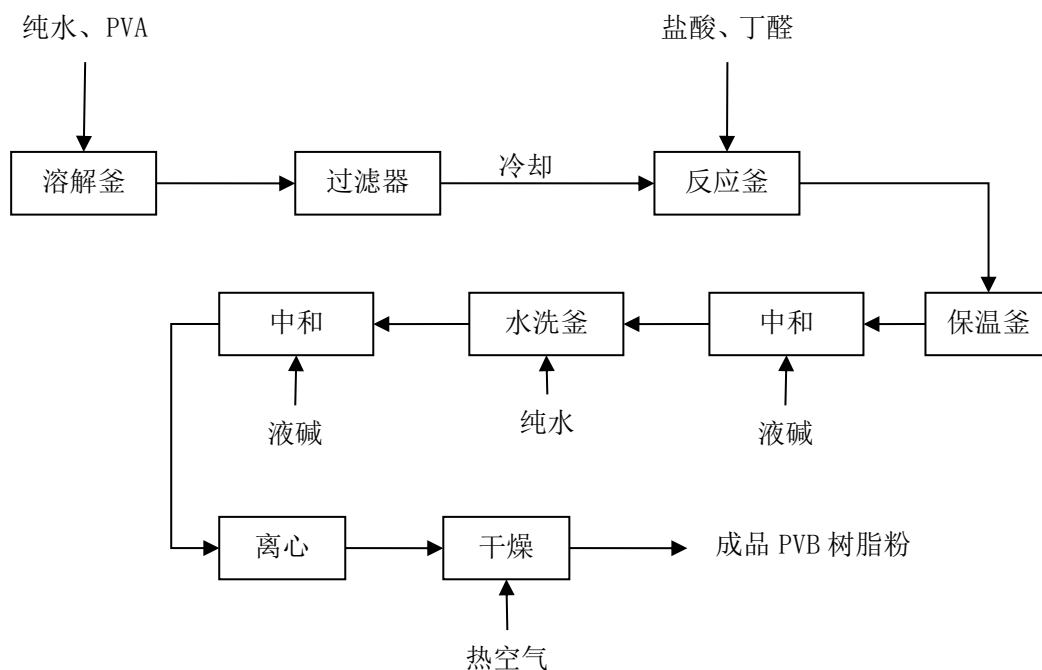 纯水、PVA
盐酸、丁醛
溶解釜
过滤器
冷却
反应釜
中和
水洗釜
中和
保温釜
液碱
纯水
液碱
离心
干燥
成品 PVB 树脂粉
热空气